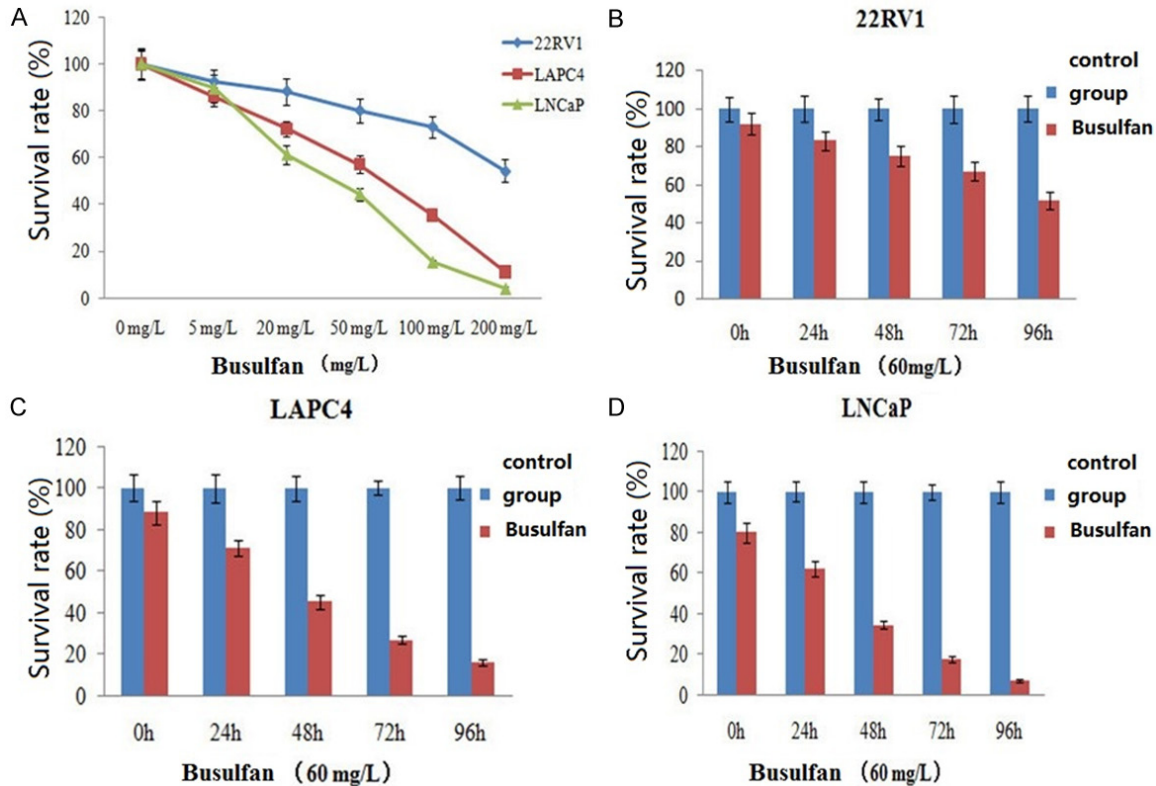 A
120
100
80
60
40
20
0
Survival rate (%)
22RV1
LAPC4
LNCaP
0 mg/L 5 mg/L 20 mg/L 50 mg/L 100 mg/L 200 mg/L
Busulfan （mg/L）
B
22RV1
120
100
80
60
40
20
0
Survival rate (%)
control
group
Busulfan
0h 24h 48h 72h 96h
Busulfan （60mg/L）
C
LAPC4
120
100
80
60
40
20
0
Survival rate (%)
control
group
Busulfan
0h 24h 48h 72h 96h
Busulfan （60 mg/L）
D
LNCaP
120
100
80
60
40
20
0
Survival rate (%)
control
group
Busulfan
0h 24h 48h 72h 96h
Busulfan （60 mg/L）